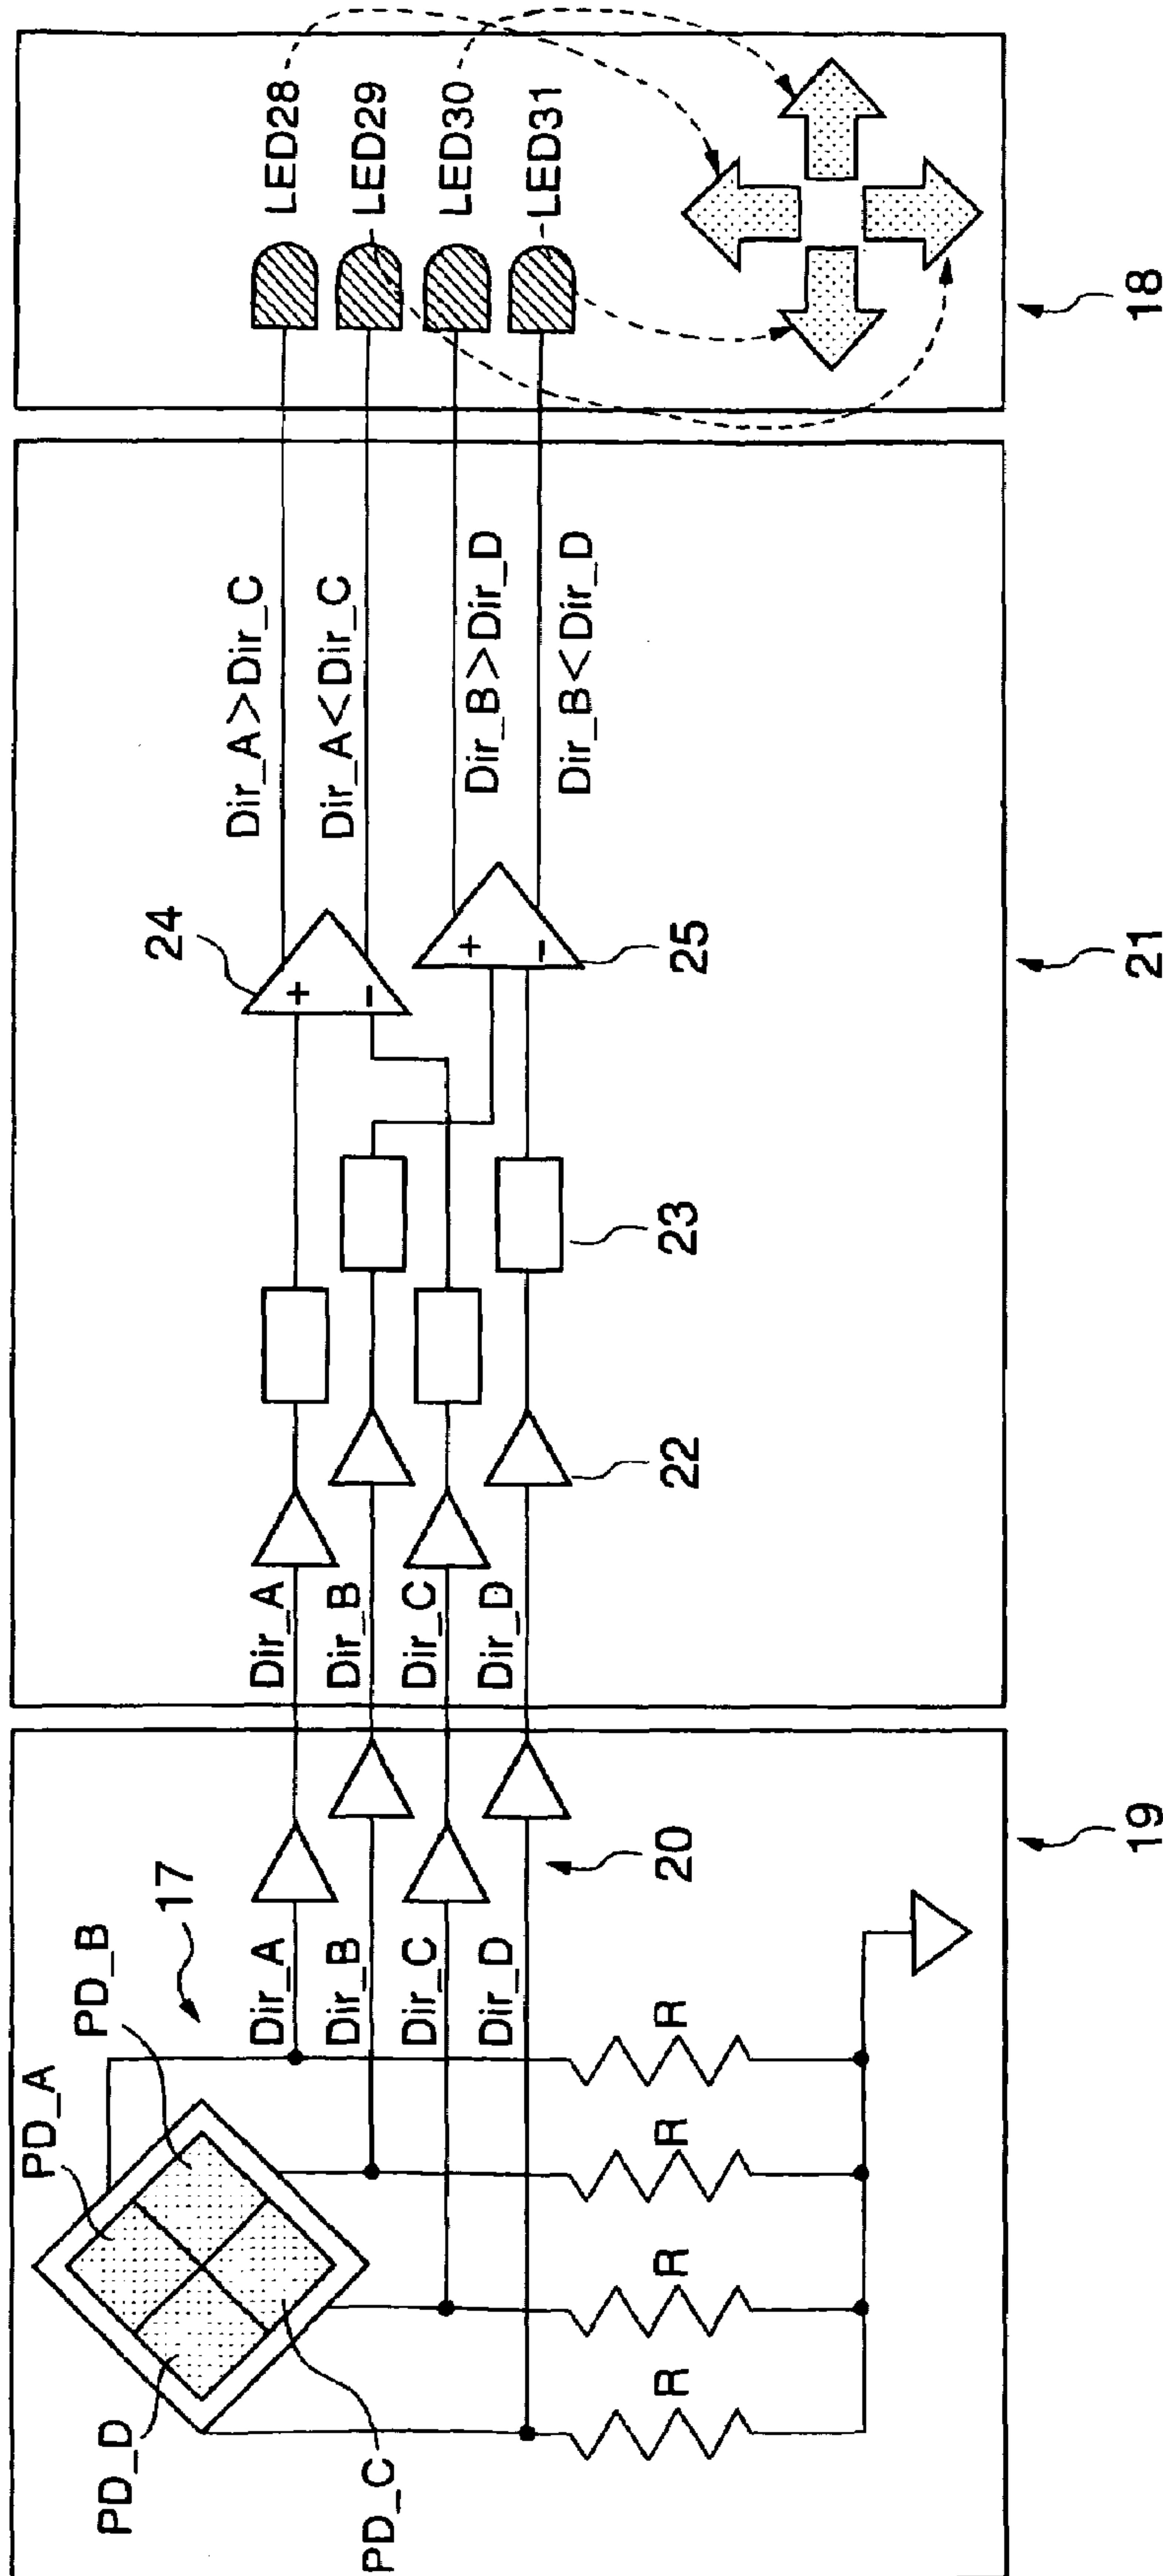 PD_A
PD_B
PD_D
PD_C
17
Dir_A
Dir_B
Dir_C
Dir_D
20
R
R
R
R
19
Dir_A
Dir_B
Dir_C
Dir_D
22
23
24
+
−
25
+
−
Dir_A>Dir_C
Dir_A<Dir_C
Dir_B>Dir_D
Dir_B<Dir_D
21
LED28
LED29
LED30
LED31
18